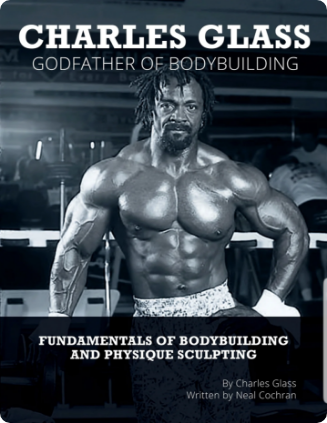 CHARLES GLASS
GODFATHER OF BODYBUILDING
FUNDAMENTALS OF BODYBUILDING
AND PHYSIQUE SCULPTING
By Charles Glass
Written by Neal Cochran